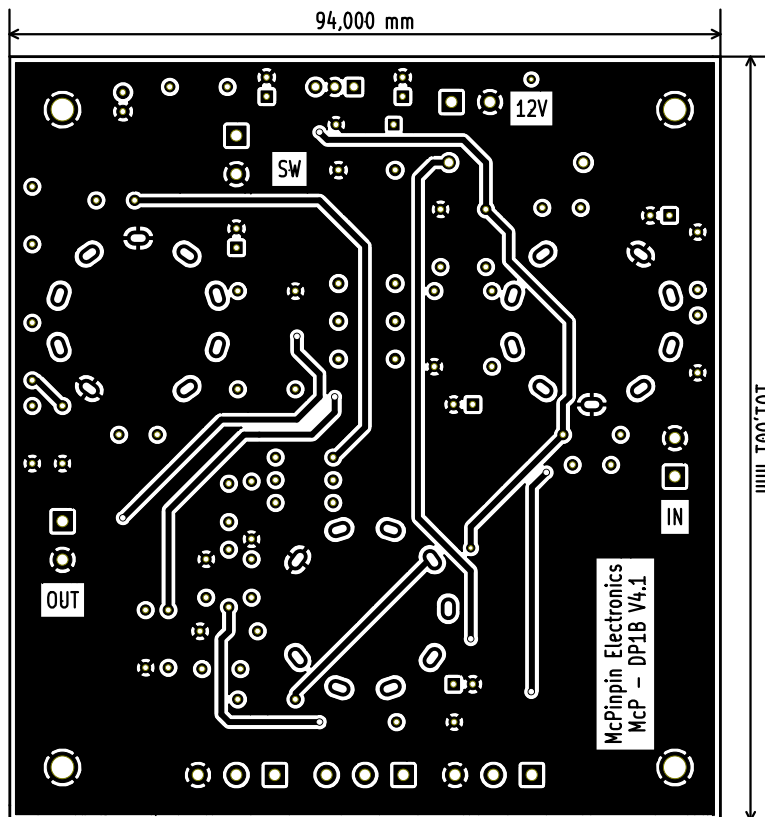 94,000 mm
12V
SW
IN
OUT
McPinpin Electronics
McP - DP1B V4.1